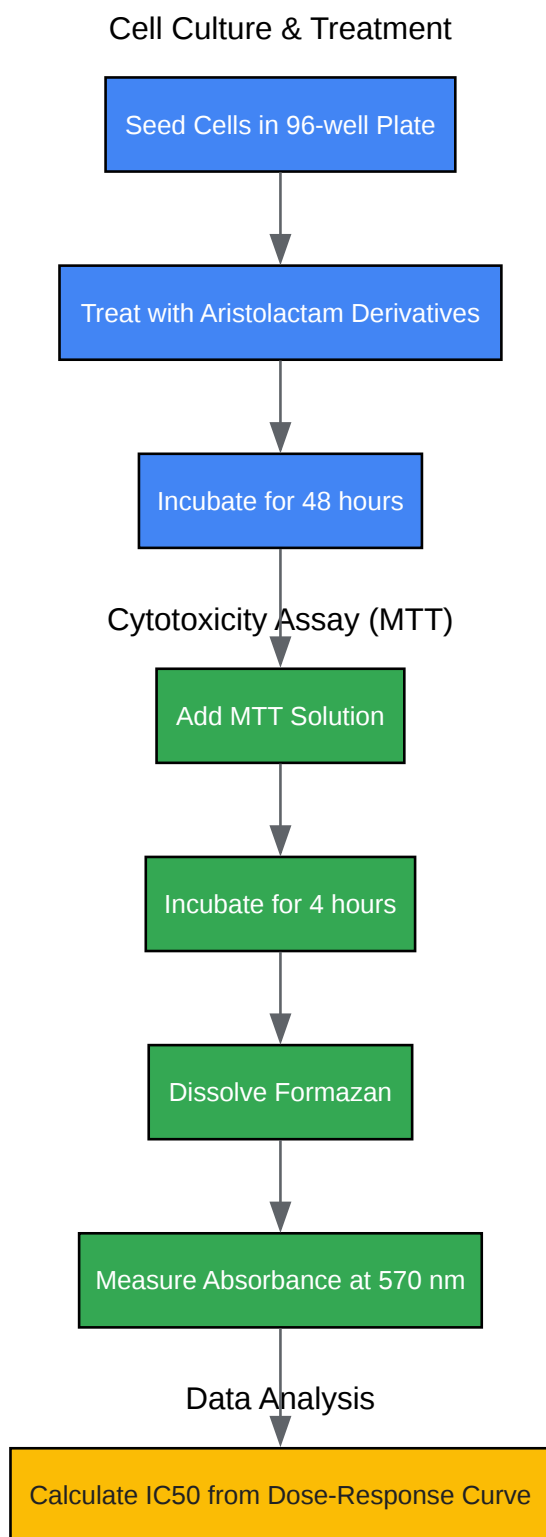 Cell Culture & Treatment
Seed Cells in 96-well Plate
Treat with Aristolactam Derivatives
Incubate for 48 hours
Cytotoxicity Assay (MTT)
Add MTT Solution
Incubate for 4 hours
Dissolve Formazan
Measure Absorbance at 570 nm
Data Analysis
Calculate IC50 from Dose-Response Curve